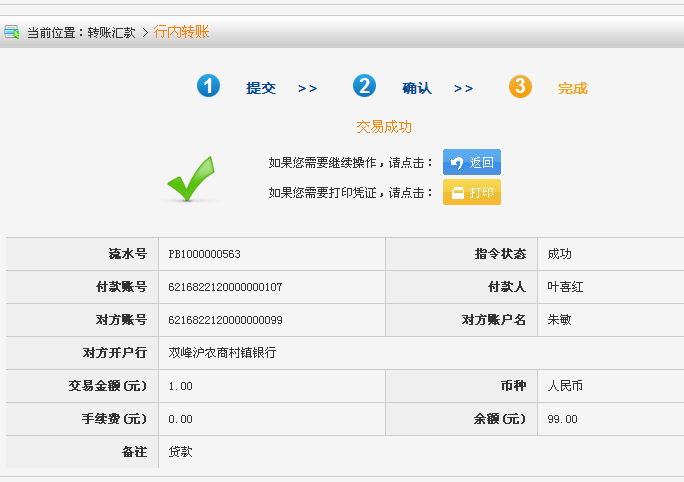 当前位置：转账汇款 > 行内转账
1 提交 >> 2 确认 >> 3 完成
交易成功
如果您需要继续操作，请点击： 返回
如果您需要打印凭证，请点击： 打印
流水号 PB1000000563 指令状态 成功
付款账号 6216822120000000107 付款人 叶喜红
对方账号 6216822120000000099 对方账户名 朱敏
对方开户行 双峰沪农商村镇银行
交易金额(元) 1.00 币种 人民币
手续费(元) 0.00 余额(元) 99.00
备注 贷款